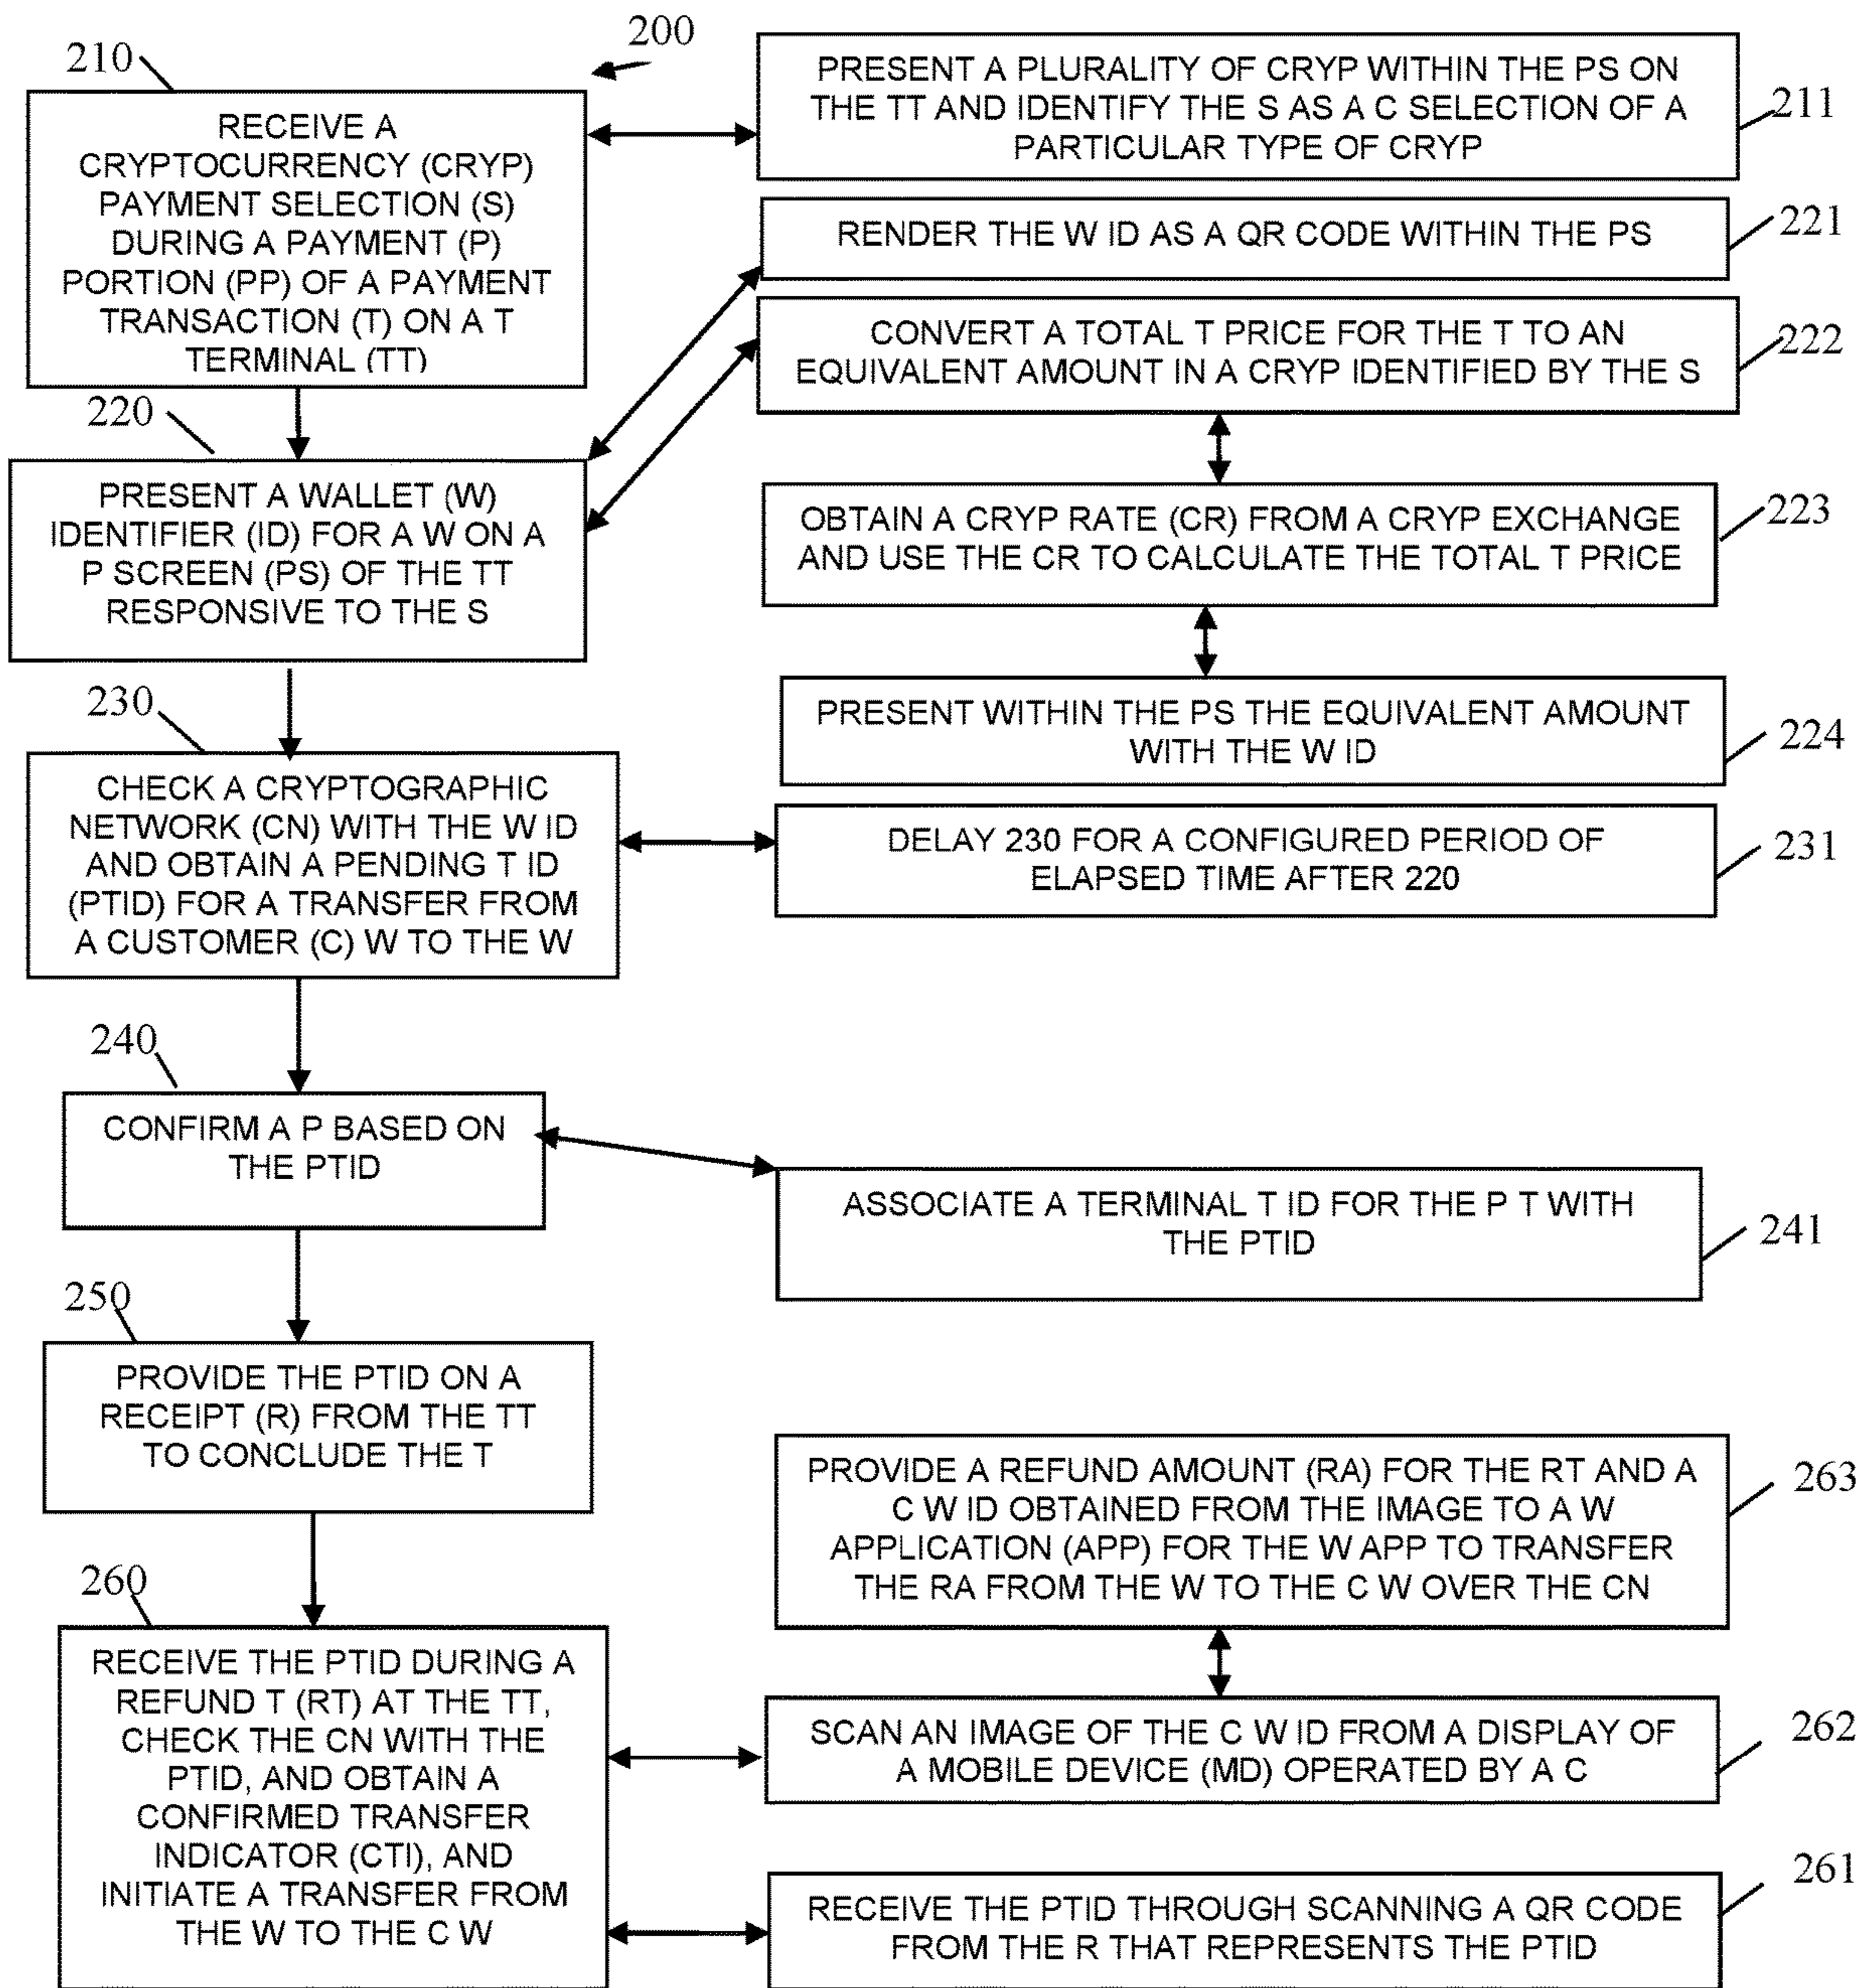 200
210
RECEIVE A
CRYPTOCURRENCY (CRYP)
PAYMENT SELECTION (S)
DURING A PAYMENT (P)
PORTION (PP) OF A PAYMENT
TRANSACTION (T) ON A T
TERMINAL (TT)
PRESENT A PLURALITY OF CRYP WITHIN THE PS ON
THE TT AND IDENTIFY THE S AS A C SELECTION OF A
PARTICULAR TYPE OF CRYP
211
RENDER THE W ID AS A QR CODE WITHIN THE PS
221
CONVERT A TOTAL T PRICE FOR THE T TO AN
EQUIVALENT AMOUNT IN A CRYP IDENTIFIED BY THE S
222
220
PRESENT A WALLET (W)
IDENTIFIER (ID) FOR A W ON A
P SCREEN (PS) OF THE TT
RESPONSIVE TO THE S
OBTAIN A CRYP RATE (CR) FROM A CRYP EXCHANGE
AND USE THE CR TO CALCULATE THE TOTAL T PRICE
223
PRESENT WITHIN THE PS THE EQUIVALENT AMOUNT
WITH THE W ID
224
230
CHECK A CRYPTOGRAPHIC
NETWORK (CN) WITH THE W ID
AND OBTAIN A PENDING T ID
(PTID) FOR A TRANSFER FROM
A CUSTOMER (C) W TO THE W
DELAY 230 FOR A CONFIGURED PERIOD OF
ELAPSED TIME AFTER 220
231
240
CONFIRM A P BASED ON
THE PTID
ASSOCIATE A TERMINAL T ID FOR THE P T WITH
THE PTID
241
250
PROVIDE THE PTID ON A
RECEIPT (R) FROM THE TT
TO CONCLUDE THE T
PROVIDE A REFUND AMOUNT (RA) FOR THE RT AND A
C W ID OBTAINED FROM THE IMAGE TO A W
APPLICATION (APP) FOR THE W APP TO TRANSFER
THE RA FROM THE W TO THE C W OVER THE CN
263
260
RECEIVE THE PTID DURING A
REFUND T (RT) AT THE TT,
CHECK THE CN WITH THE
PTID, AND OBTAIN A
CONFIRMED TRANSFER
INDICATOR (CTI), AND
INITIATE A TRANSFER FROM
THE W TO THE C W
SCAN AN IMAGE OF THE C W ID FROM A DISPLAY OF
A MOBILE DEVICE (MD) OPERATED BY A C
262
RECEIVE THE PTID THROUGH SCANNING A QR CODE
FROM THE R THAT REPRESENTS THE PTID
261